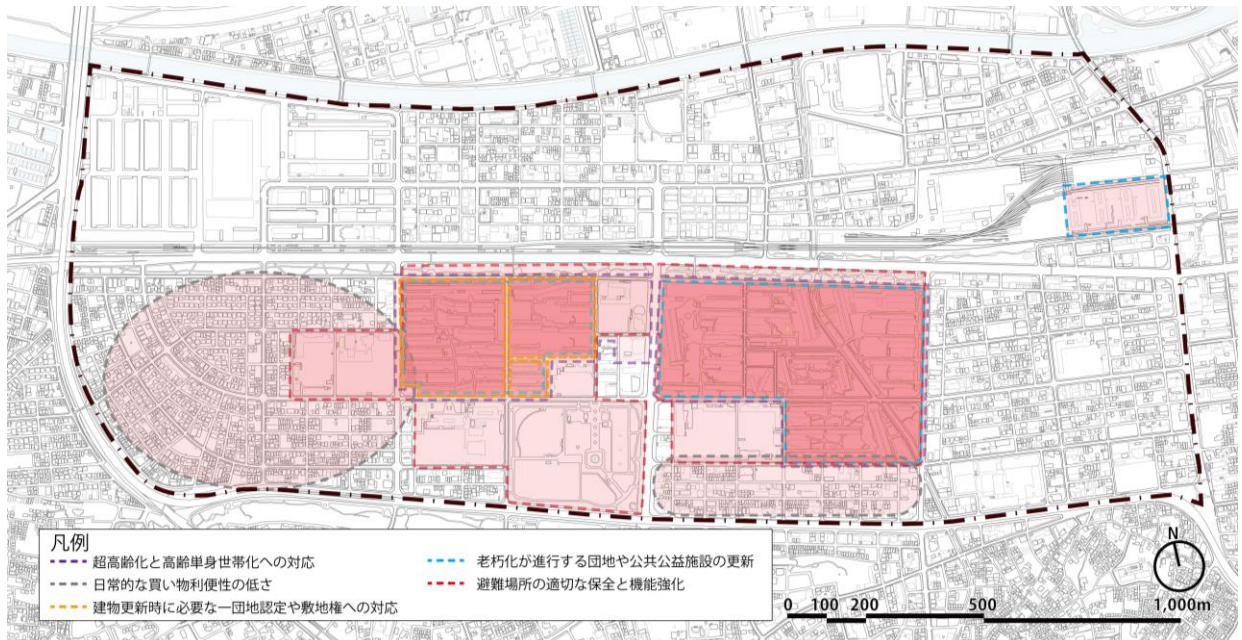 N
凡例
超高齢化と高齢単身世帯化への対応
日常的な買い物利便性の低さ
建物更新時に必要な一団地認定や敷地権への対応
老朽化が進行する団地や公共公益施設の更新
避難場所の適切な保全と機能強化
0 100 200 500 1,000m